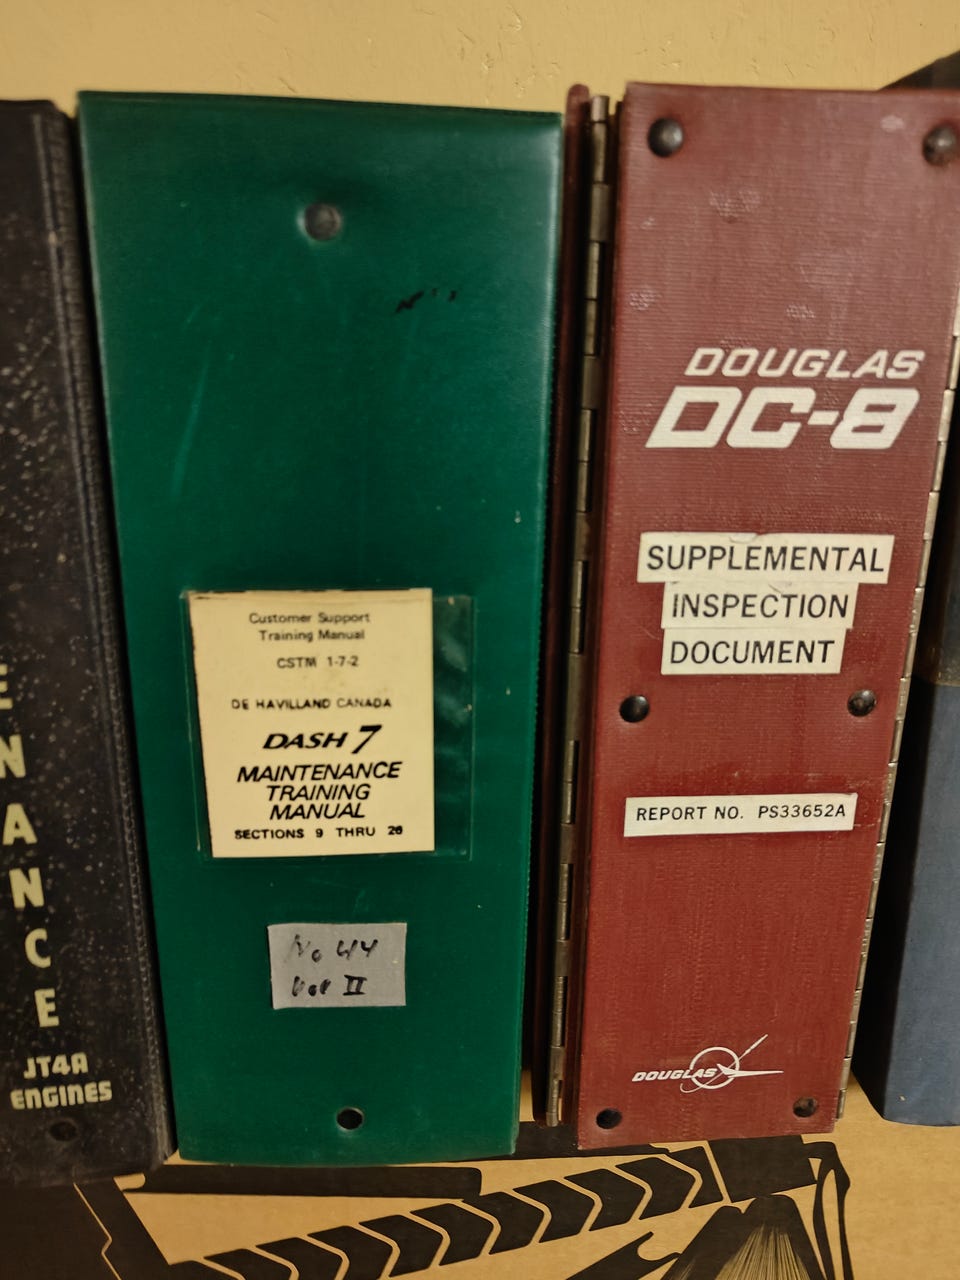 E
N
A
N
C
E
JT4A
ENGINES
Customer Support
Training Manual
CSTM 1-7-2
DE HAVILLAND CANADA
DASH 7
MAINTENANCE
TRAINING
MANUAL
SECTIONS 9 THRU 20
No 44
Vol II
DOUGLAS
DC-8
SUPPLEMENTAL
INSPECTION
DOCUMENT
REPORT NO. PS33652A
DOUGLAS